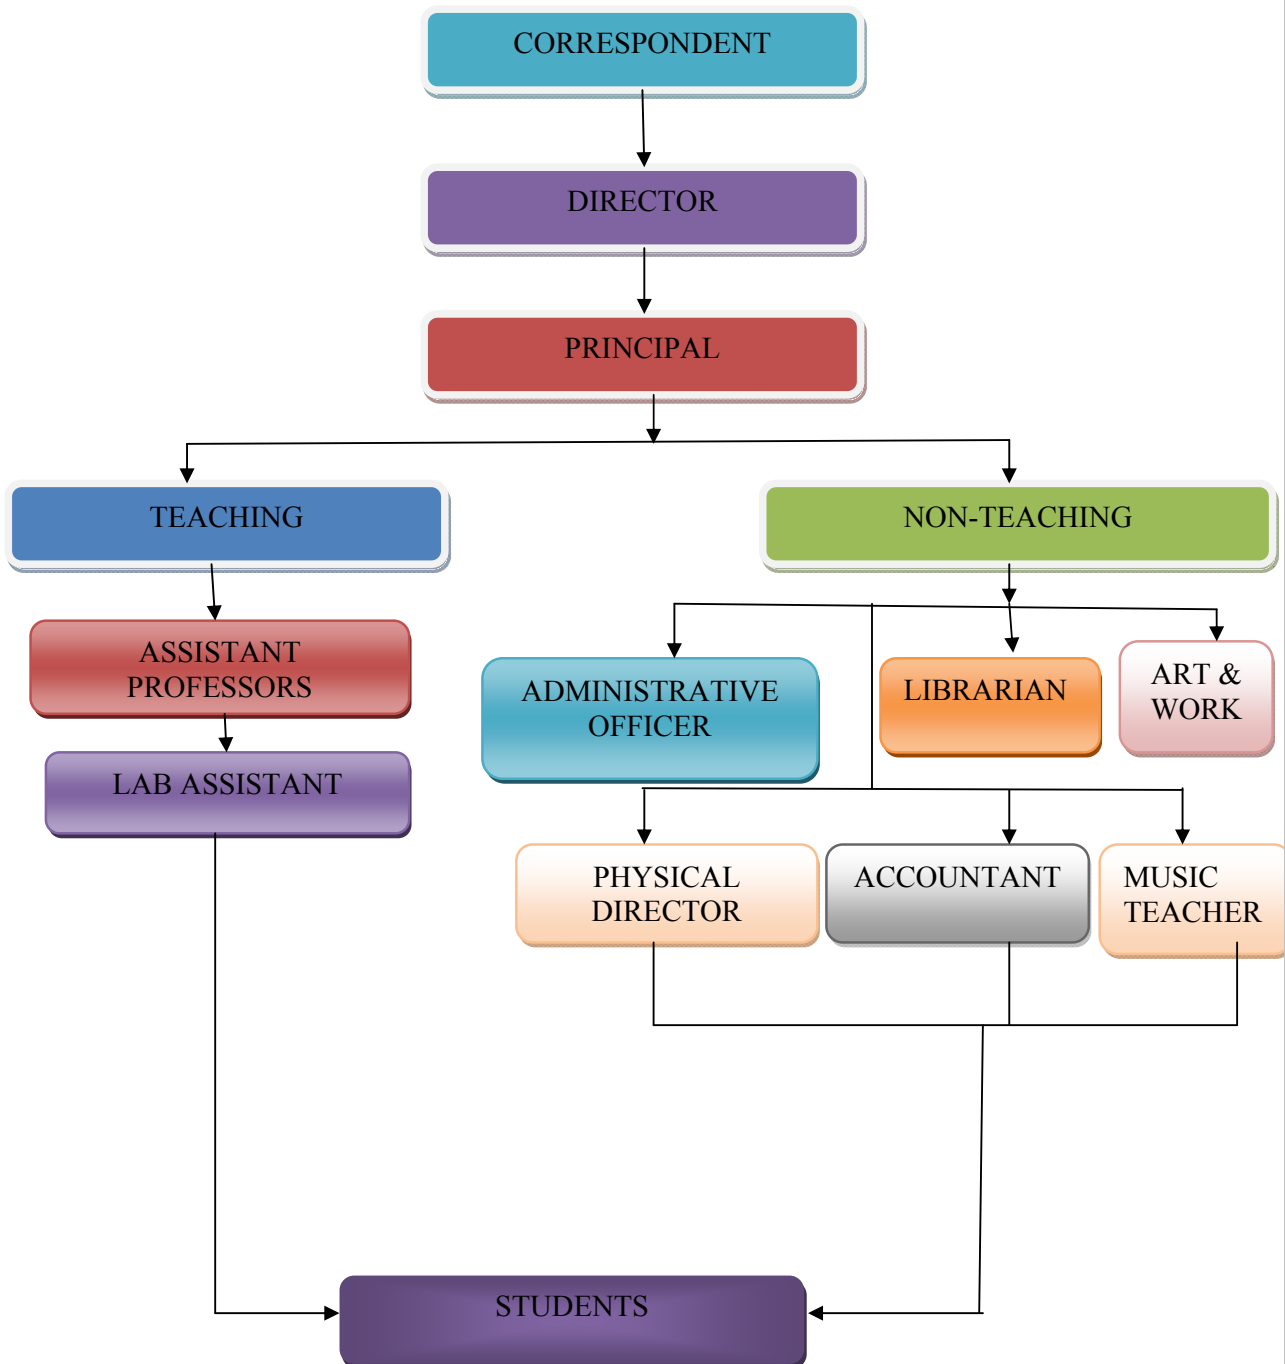 CORRESPONDENT
DIRECTOR
PRINCIPAL
TEACHING
NON-TEACHING
ASSISTANT
PROFESSORS
ADMINISTRATIVE
OFFICER
LIBRARIAN
ART &
WORK
LAB ASSISTANT
PHYSICAL
DIRECTOR
ACCOUNTANT
MUSIC
TEACHER
STUDENTS